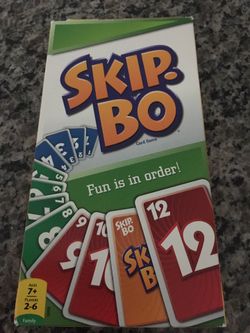 SKIP·
BO
Card Game
Fun is in order!
SKIP·
BO
12
12
AGES
7+
PLAYERS
2-6
Family